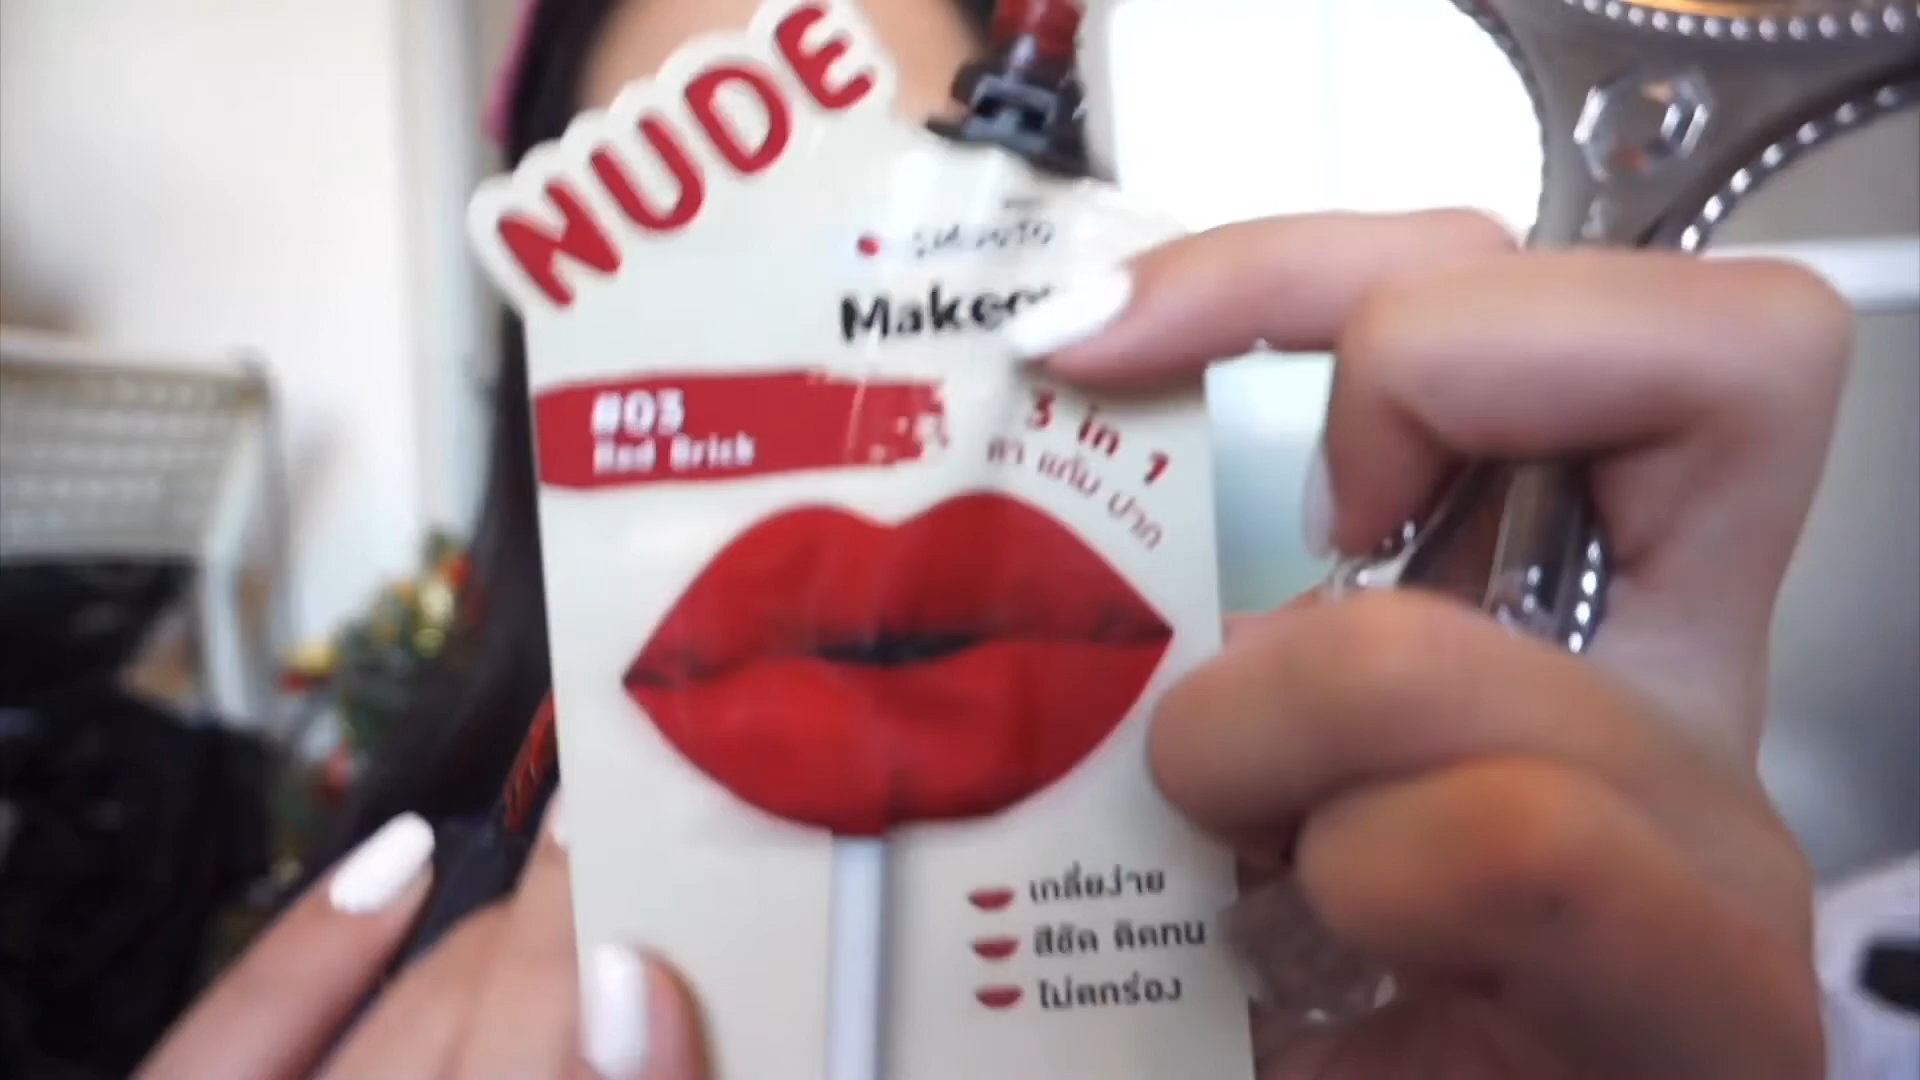 NUDE
#03
Red Brick
3 in 1
ตา แก้ม ปาก
เกลี่ยง่าย
สีชัด ติดทน
ไม่ตกร่อง